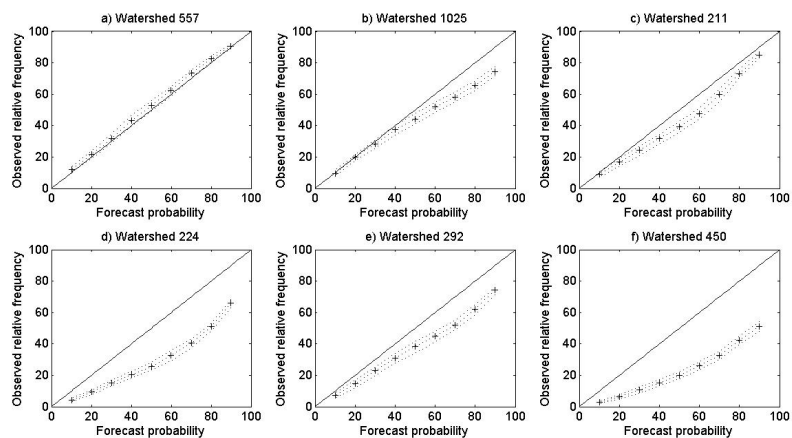 a) Watershed 557
b) Watershed 1025
c) Watershed 211
100
80
60
40
20
0
Observed relative frequency
0 20 40 60 80 100
Forecast probability
100
80
60
40
20
0
Observed relative frequency
0 20 40 60 80 100
Forecast probability
100
80
60
40
20
0
Observed relative frequency
0 20 40 60 80 100
Forecast probability
d) Watershed 224
e) Watershed 292
f) Watershed 450
100
80
60
40
20
0
Observed relative frequency
0 20 40 60 80 100
Forecast probability
100
80
60
40
20
0
Observed relative frequency
0 20 40 60 80 100
Forecast probability
100
80
60
40
20
0
Observed relative frequency
0 20 40 60 80 100
Forecast probability